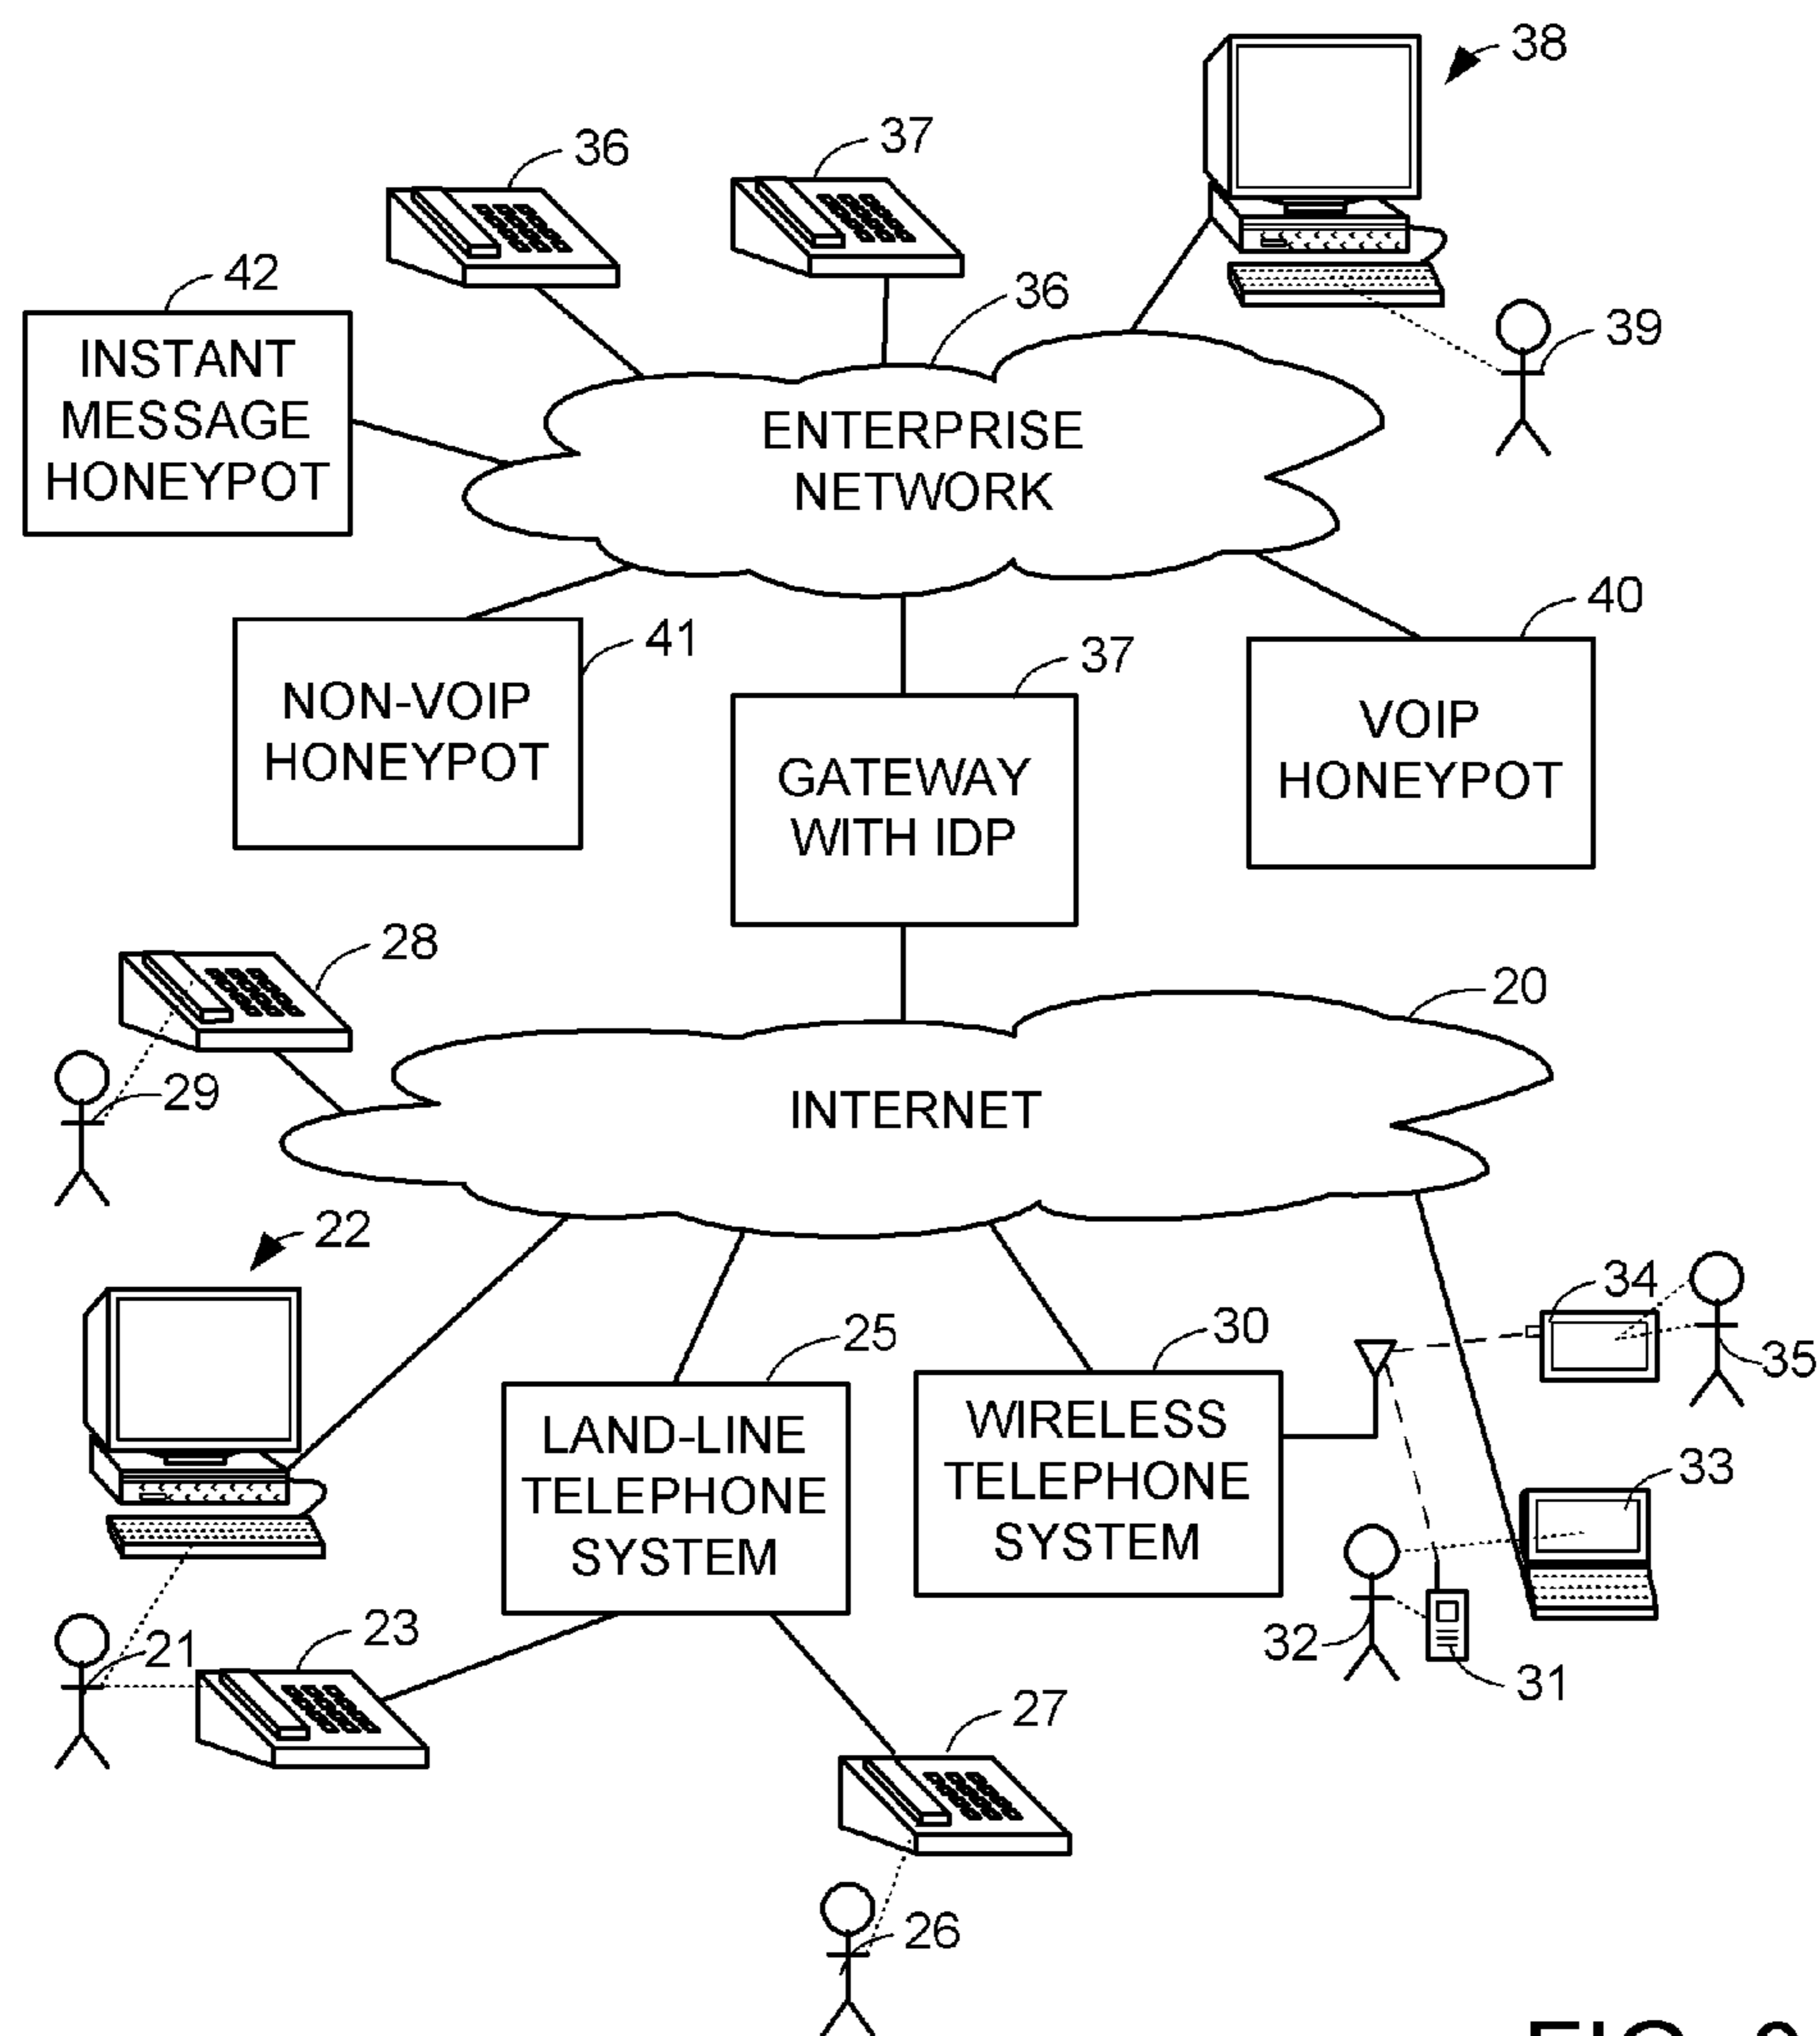 38
37
36
42
36
39
INSTANT
MESSAGE
HONEYPOT
ENTERPRISE
NETWORK
40
41
37
NON-VOIP
HONEYPOT
VOIP
HONEYPOT
GATEWAY
WITH IDP
28
20
29
INTERNET
22
34
25
30
35
LAND-LINE
TELEPHONE
SYSTEM
WIRELESS
TELEPHONE
SYSTEM
33
23
21
32
31
27
26
FIG.